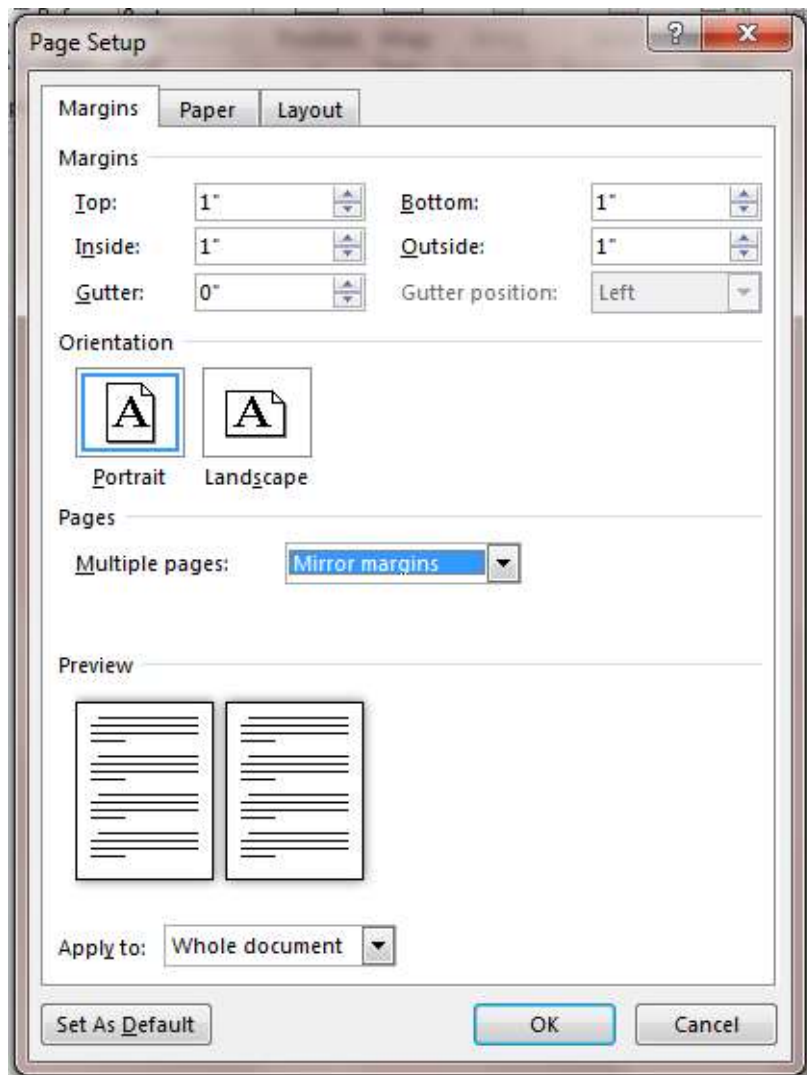 Page Setup
?
Margins Paper Layout
Margins
Top: 1" Bottom: 1"
Inside: 1" Outside: 1"
Gutter: 0" Gutter position: Left
Orientation
A A
Portrait Landscape
Pages
Multiple pages: Mirror margins
Preview
Apply to: Whole document
Set As Default OK Cancel